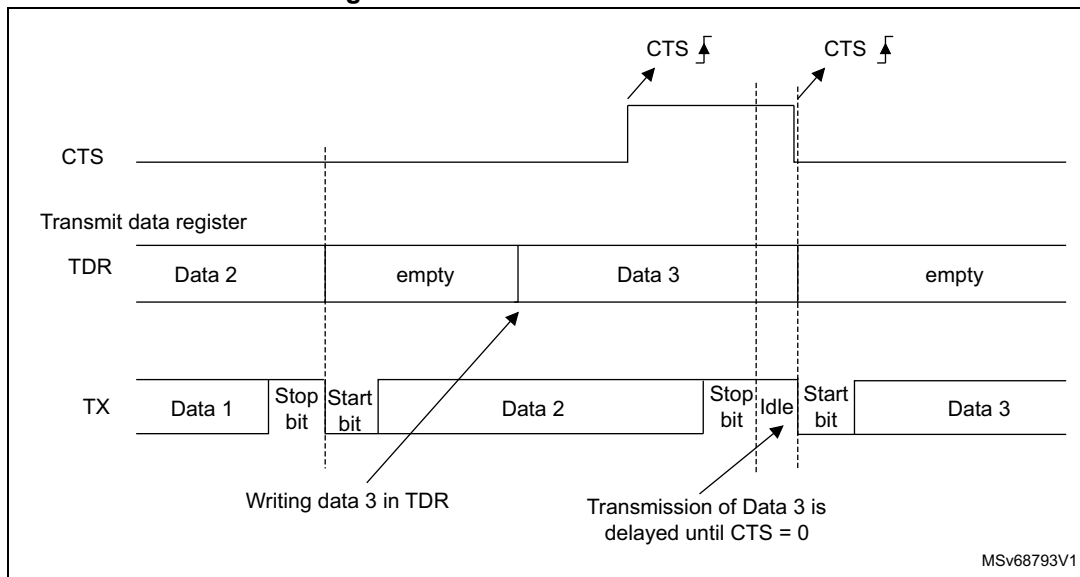 CTS CTS
CTS
Transmit data register
TDR Data 2 empty Data 3 empty
TX Data 1 Stop bit Start bit Data 2 Stop bit Idle Start bit Data 3
Writing data 3 in TDR
Transmission of Data 3 is
delayed until CTS = 0
MSv68793V1